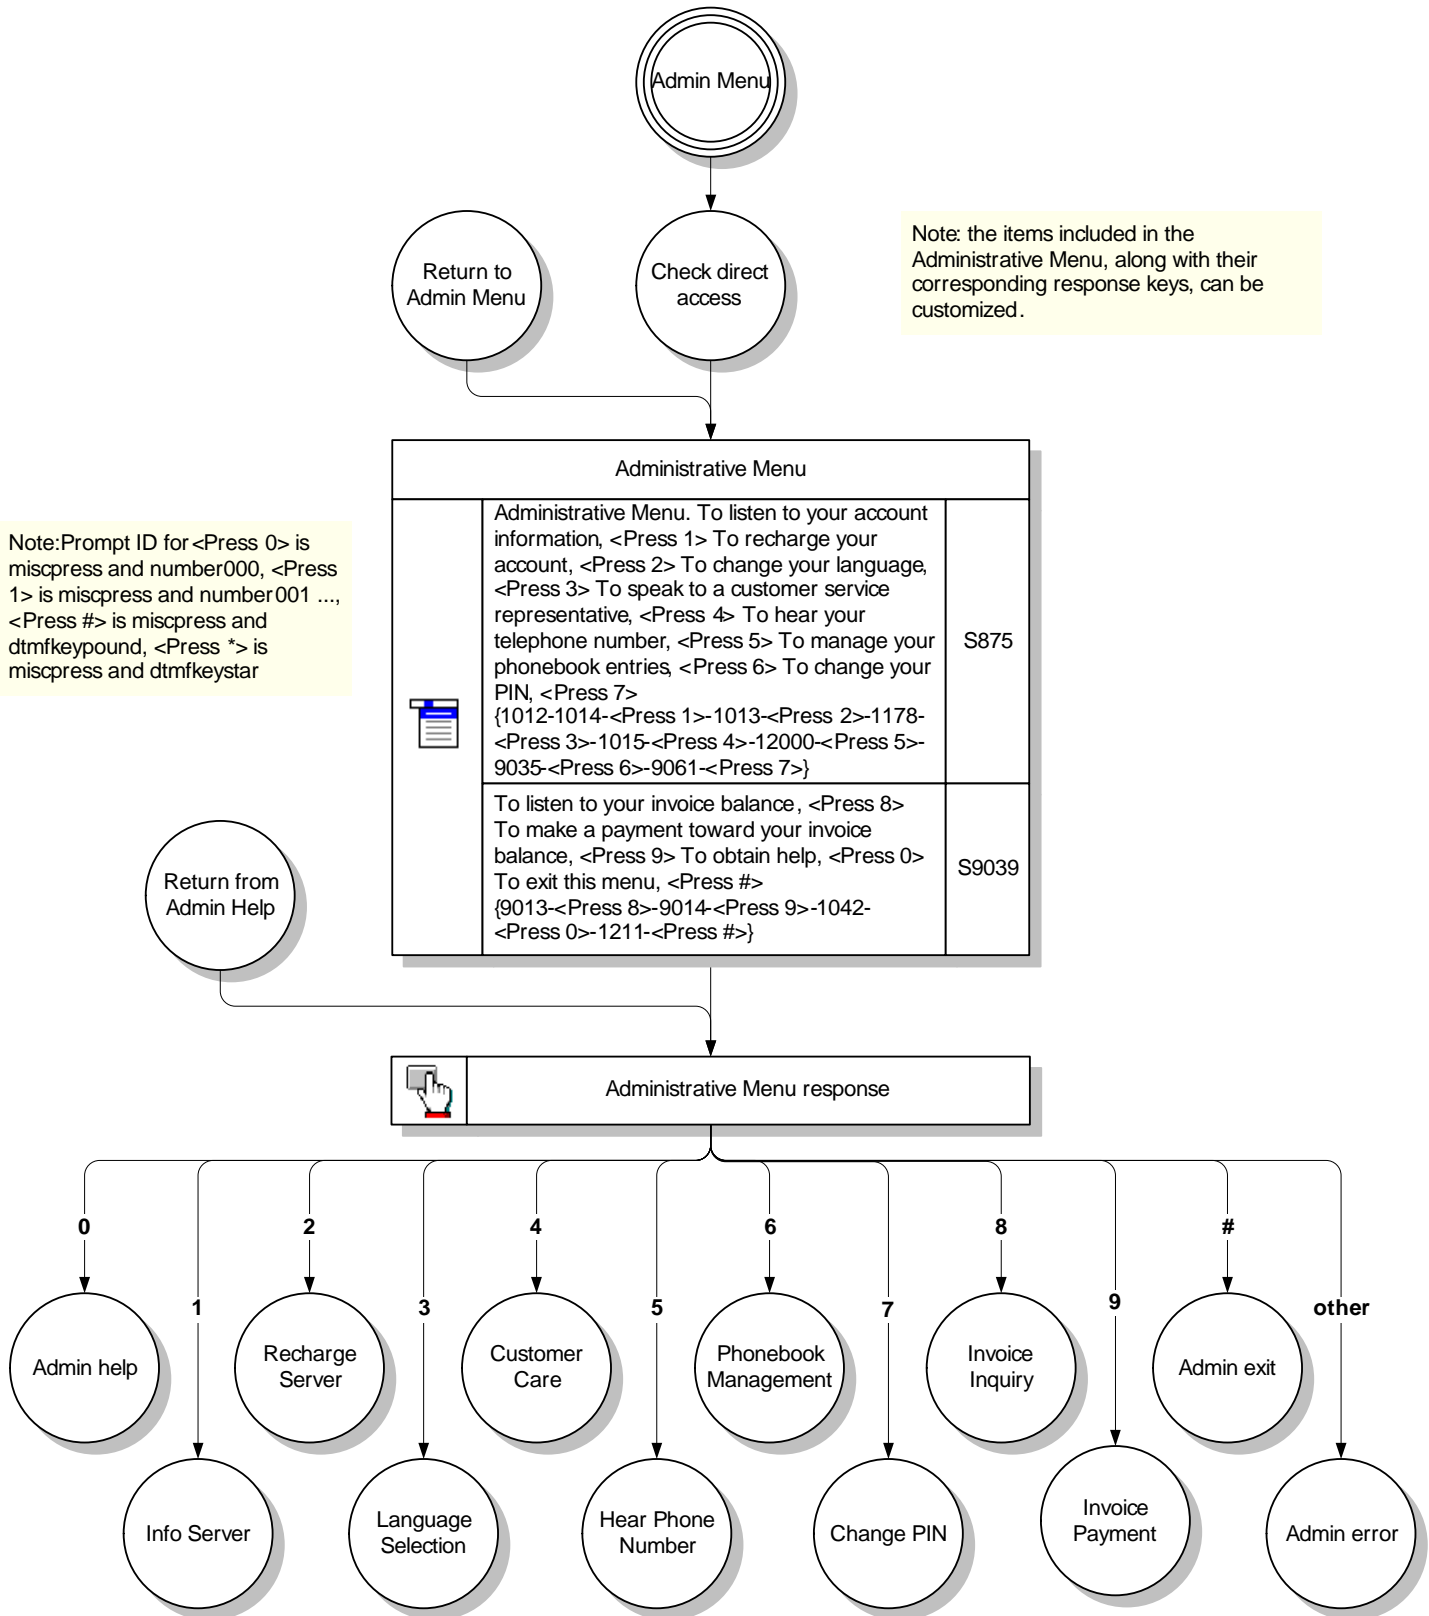 Admin Menu
Return to
Admin Menu
Check direct
access
Note: the items included in the
Administrative Menu, along with their
corresponding response keys, can be
customized.
Administrative Menu
Note:Prompt ID for <Press 0> is
miscpress and number000, <Press
1> is miscpress and number001 ...,
<Press #> is miscpress and
dtmfkeypound, <Press *> is
miscpress and dtmfkeystar
Administrative Menu. To listen to your account
information, <Press 1> To recharge your
account, <Press 2> To change your language,
<Press 3> To speak to a customer service
representative, <Press 4> To hear your
telephone number, <Press 5> To manage your
phonebook entries, <Press 6> To change your
PIN, <Press 7>
{1012-1014-<Press 1>-1013-<Press 2>-1178-
<Press 3>-1015-<Press 4>-12000-<Press 5>-
9035-<Press 6>-9061-<Press 7>}
S875
To listen to your invoice balance, <Press 8>
To make a payment toward your invoice
balance, <Press 9> To obtain help, <Press 0>
To exit this menu, <Press #>
{9013-<Press 8>-9014-<Press 9>-1042-
<Press 0>-1211-<Press #>}
S9039
Return from
Admin Help
Administrative Menu response
0
2
4
6
8
#
1
3
5
7
9
other
Admin help
Recharge
Server
Customer
Care
Phonebook
Management
Invoice
Inquiry
Admin exit
Info Server
Language
Selection
Hear Phone
Number
Change PIN
Invoice
Payment
Admin error